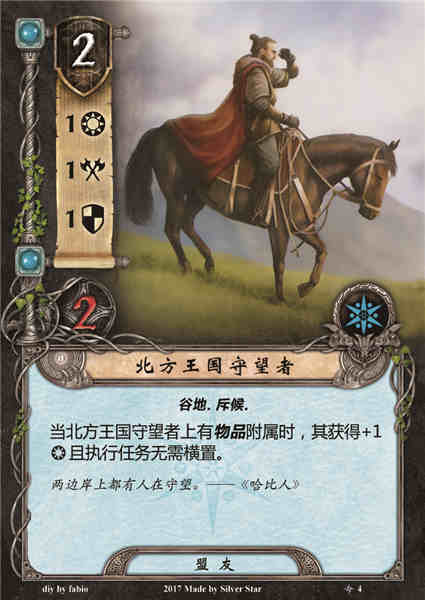 2
1
1
1
2
北方王国守望者
谷地. 斥候.
当北方王国守望者上有物品附属时，其获得+1
且执行任务无需横置。
两边岸上都有人在守望。——《哈比人》
盟友
diy by fabio 2017 Made by Silver Star 4